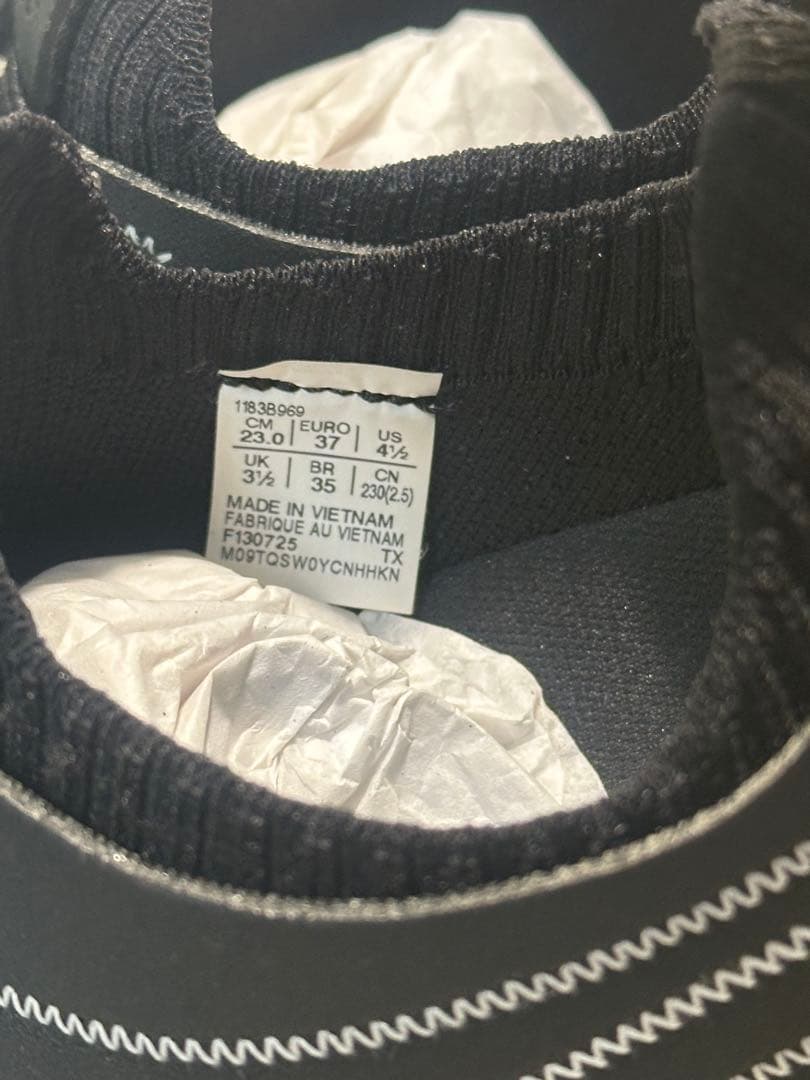 1183B969
CM 23.0 | EURO 37 | US 4½
UK 3½ | BR 35 | CN 230(2.5)
MADE IN VIETNAM
FABRIQUE AU VIETNAM
F130725 TX
M09TQSW0YCNHHKN